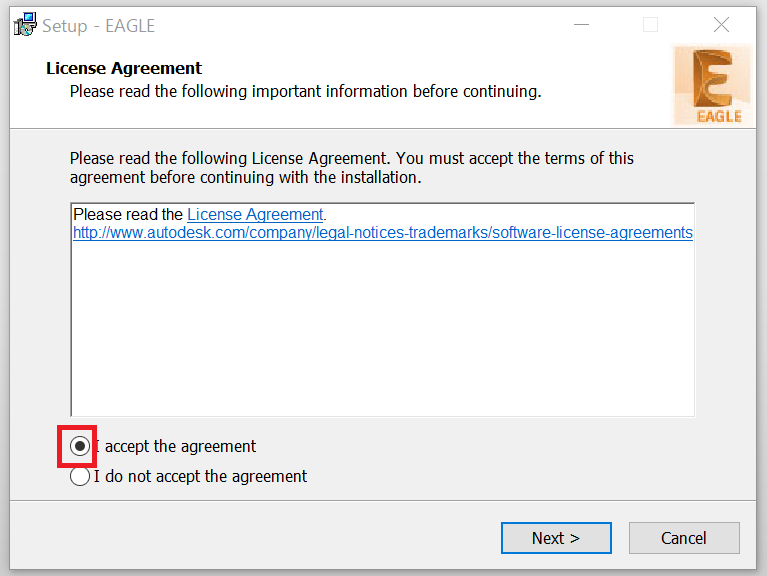 Setup - EAGLE
License Agreement
Please read the following important information before continuing.
EAGLE
Please read the following License Agreement. You must accept the terms of this
agreement before continuing with the installation.
Please read the License Agreement.
http://www.autodesk.com/company/legal-notices-trademarks/software-license-agreements
I accept the agreement
I do not accept the agreement
Next >
Cancel